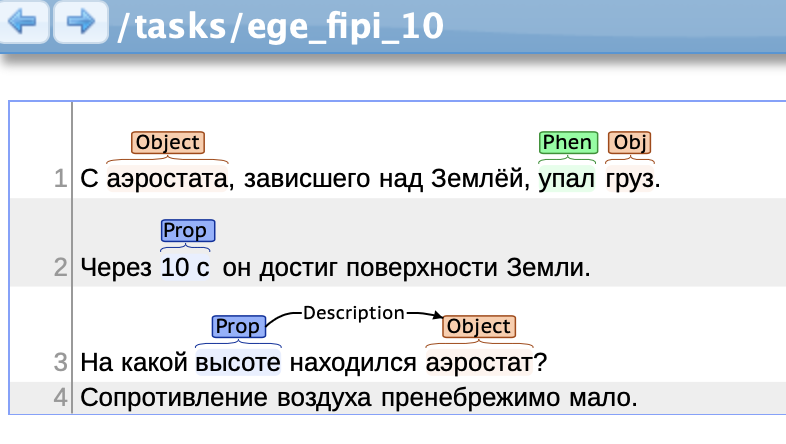 /tasks/ege_fipi_10
Object Phen Obj
1 С аэростата, зависшего над Землёй, упал груз.
Prop
2 Через 10 с он достиг поверхности Земли.
Prop Description Object
3 На какой высоте находился аэростат?
4 Сопротивление воздуха пренебрежимо мало.